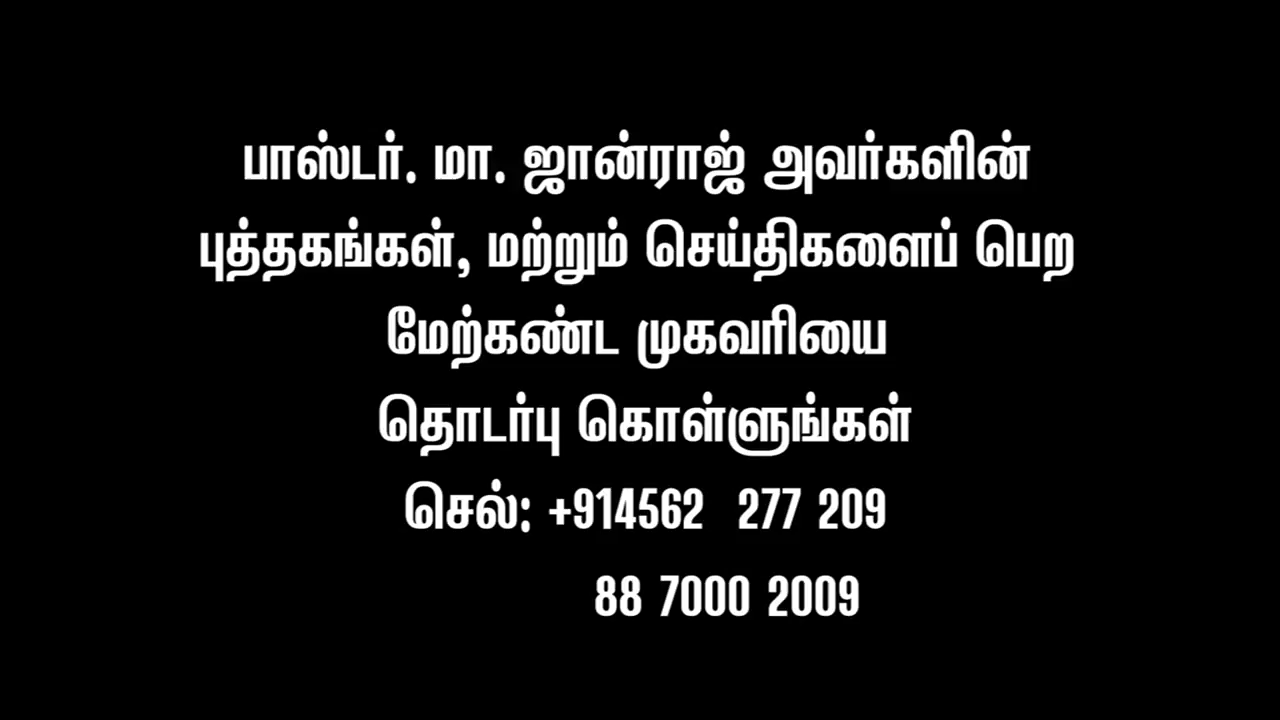 பாஸ்டர். மா. ஜான்ராஜ் அவர்களின்
புத்தகங்கள், மற்றும் செய்திகளைப் பெற
மேற்கண்ட முகவரியை
தொடர்பு கொள்ளுங்கள்
செல்: +914562 277 209
88 7000 2009